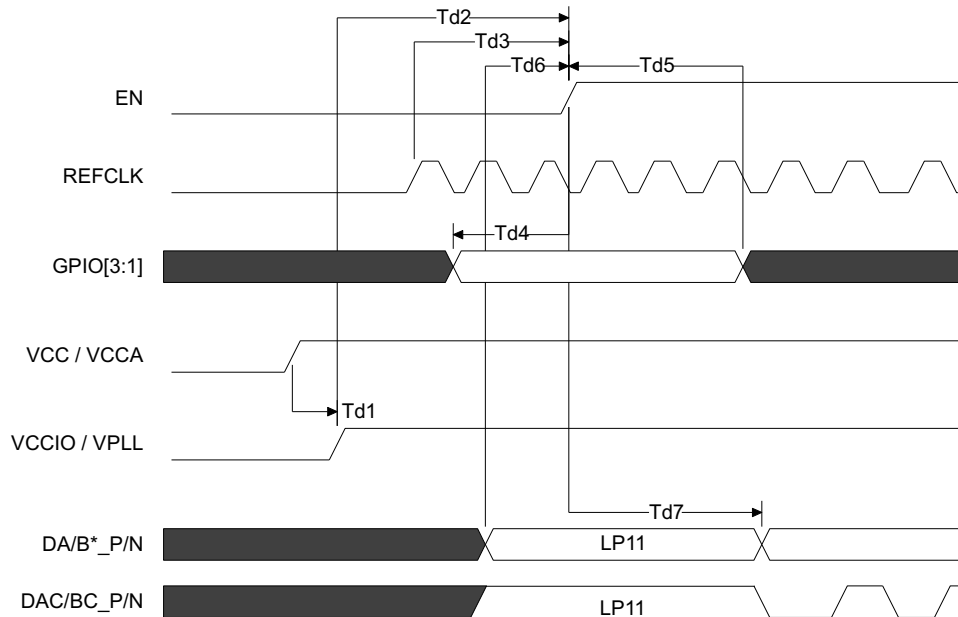 Td2
Td3
Td6
Td5
EN
REFCLK
Td4
GPIO[3:1]
VCC / VCCA
Td1
VCCIO / VPLL
Td7
DA/B*_P/N
LP11
DAC/BC_P/N
LP11